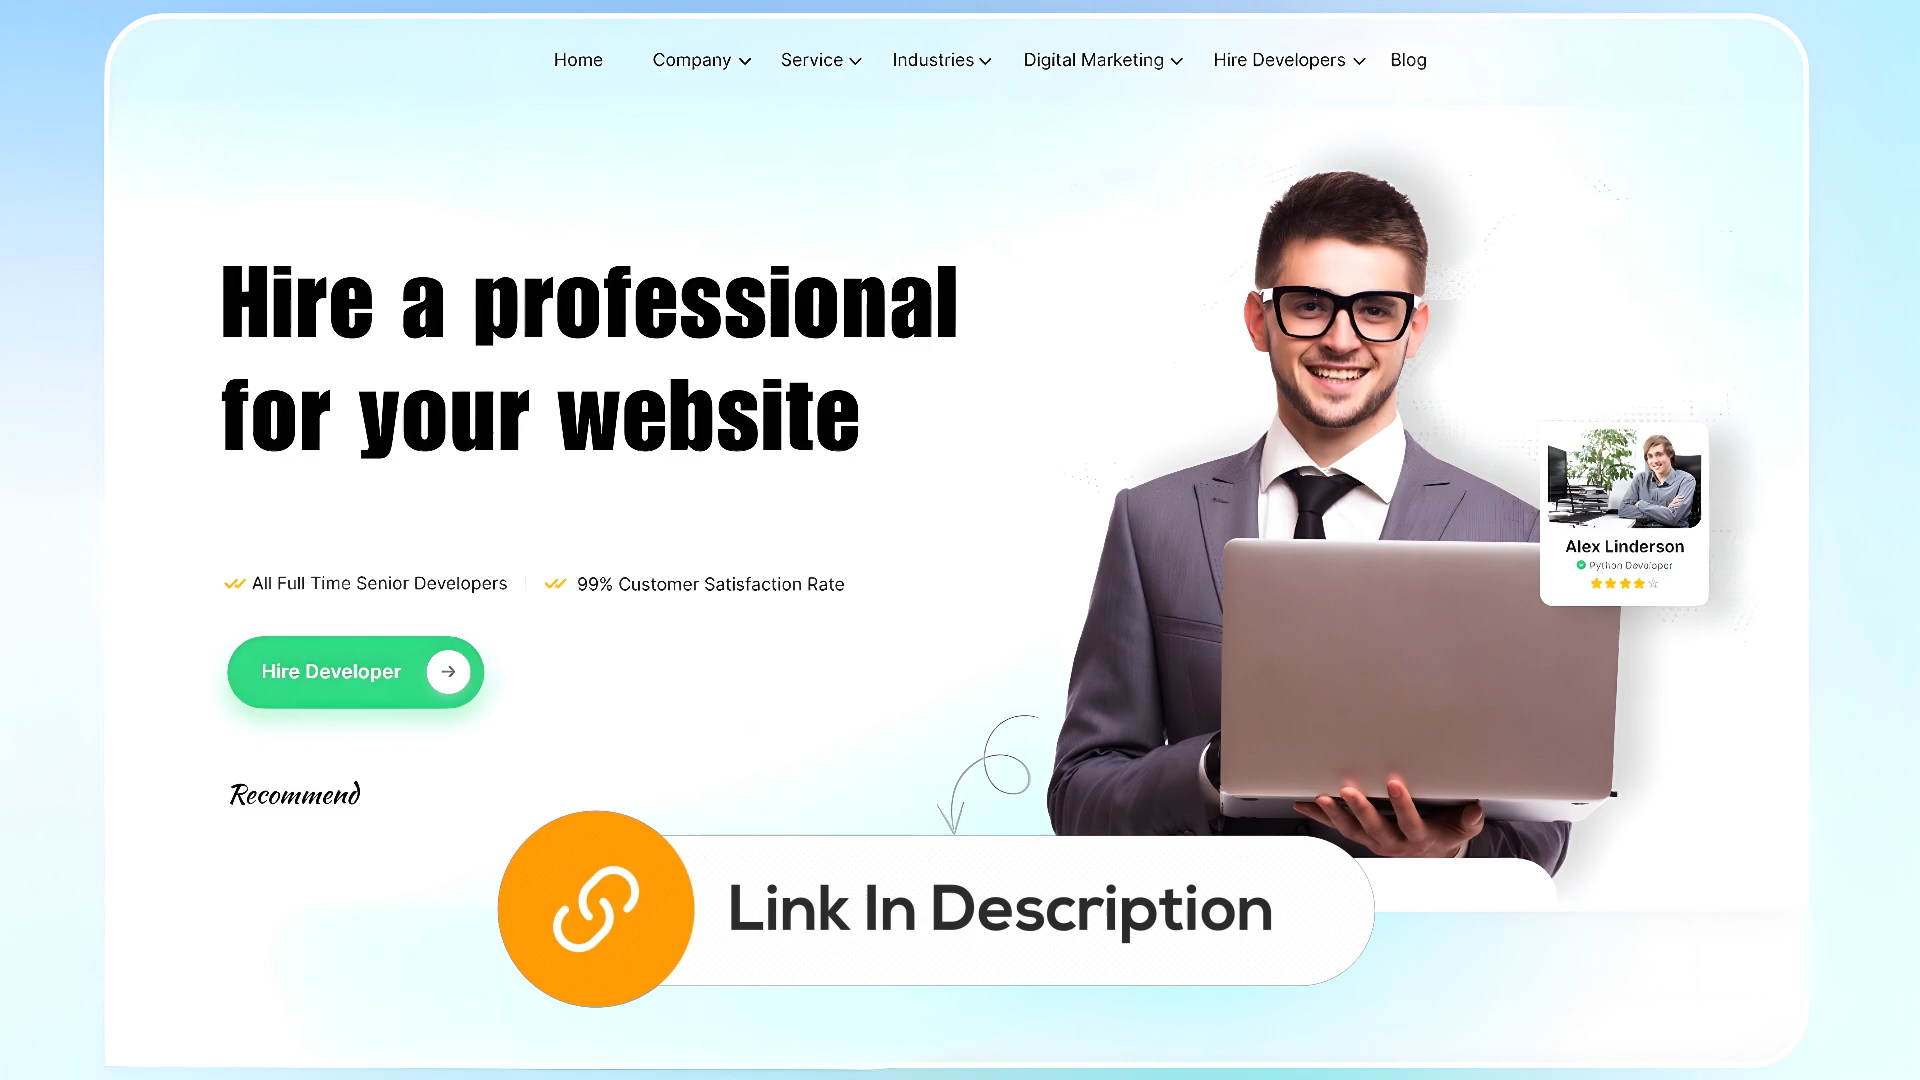 Home Company Service Industries Digital Marketing Hire Developers Blog
Hire a professional
for your website
All Full Time Senior Developers 99% Customer Satisfaction Rate
Alex Linderson
Python Developer
Hire Developer
Recommend
Link In Description